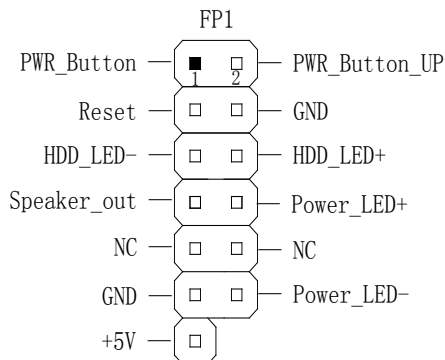 FP1
PWR_Button 1 2 PWR_Button_UP
Reset GND
HDD_LED- HDD_LED+
Speaker_out Power_LED+
NC NC
GND Power_LED-
+5V